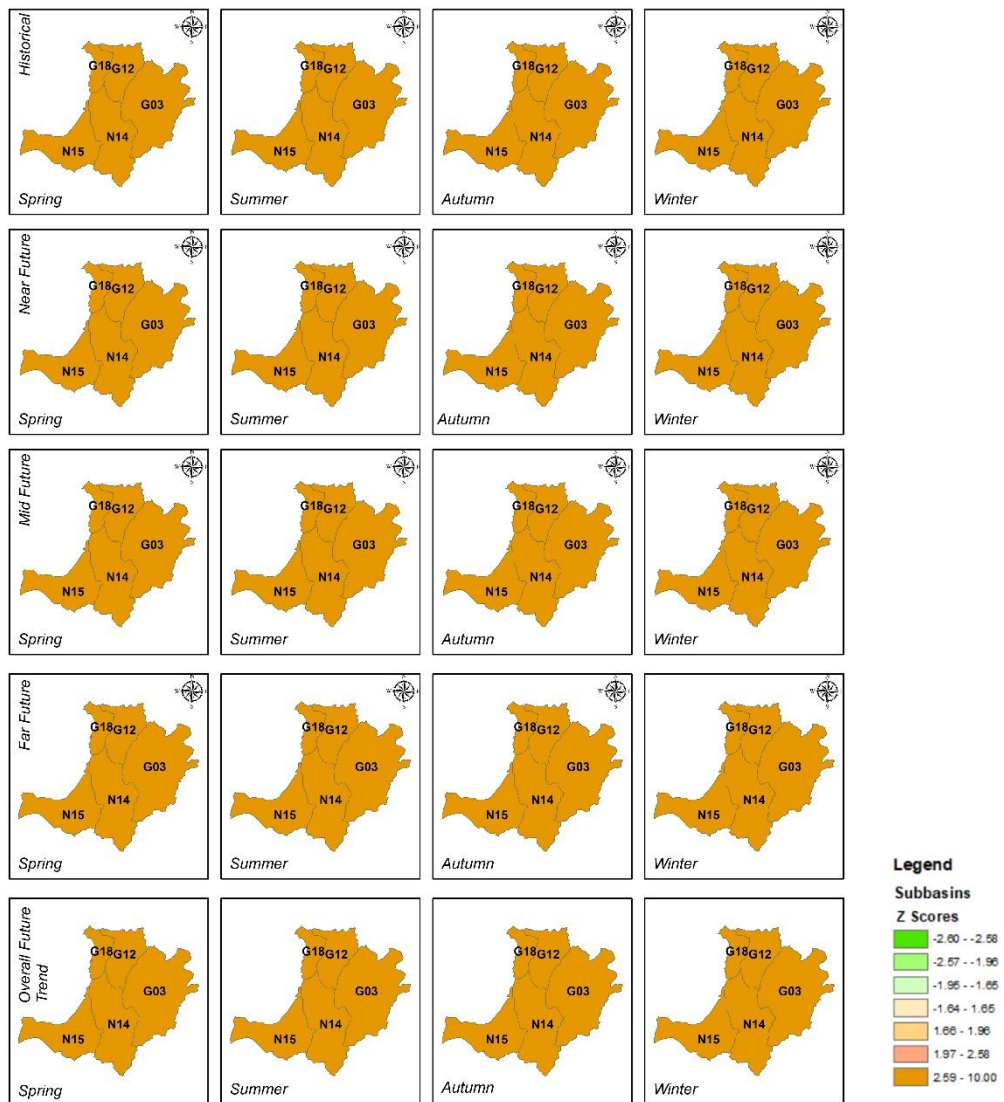 Historical
G18 G12
G03
N14
N15
Spring
G18 G12
G03
N14
N15
Summer
G18 G12
G03
N14
N15
Autumn
G18 G12
G03
N14
N15
Winter
Near Future
G18 G12
G03
N14
N15
Spring
G18 G12
G03
N14
N15
Summer
G18 G12
G03
N14
N15
Autumn
G18 G12
G03
N14
N15
Winter
Mid Future
G18 G12
G03
N14
N15
Spring
G18 G12
G03
N14
N15
Summer
G18 G12
G03
N14
N15
Autumn
G18 G12
G03
N14
N15
Winter
Far Future
G18 G12
G03
N14
N15
Spring
G18 G12
G03
N14
N15
Summer
G18 G12
G03
N14
N15
Autumn
G18 G12
G03
N14
N15
Winter
Overall Future
Trend
G18 G12
G03
N14
N15
Spring
G18 G12
G03
N14
N15
Summer
G18 G12
G03
N14
N15
Autumn
G18 G12
G03
N14
N15
Winter
Legend
Subbasins
Z Scores
-2.60 - -2.58
-2.57 - -1.96
-1.95 - -1.65
-1.64 - 1.65
1.66 - 1.96
1.97 - 2.58
2.59 - 10.00